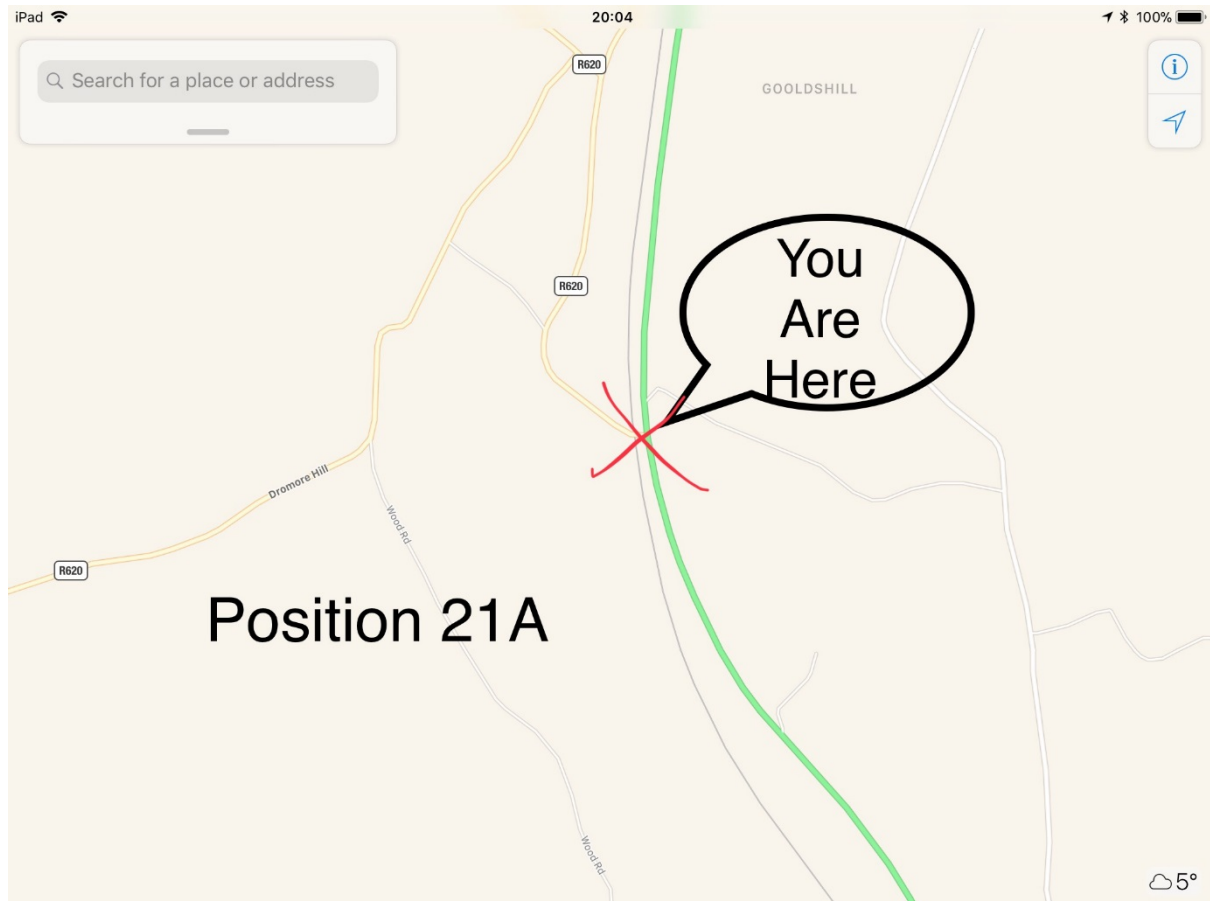 iPad
20:04
100%
Search for a place or address
R620
GOOLDSHILL
You
Are
Here
R620
Dromore Hill
Wood Rd
R620
Position 21A
Wood Rd
5°